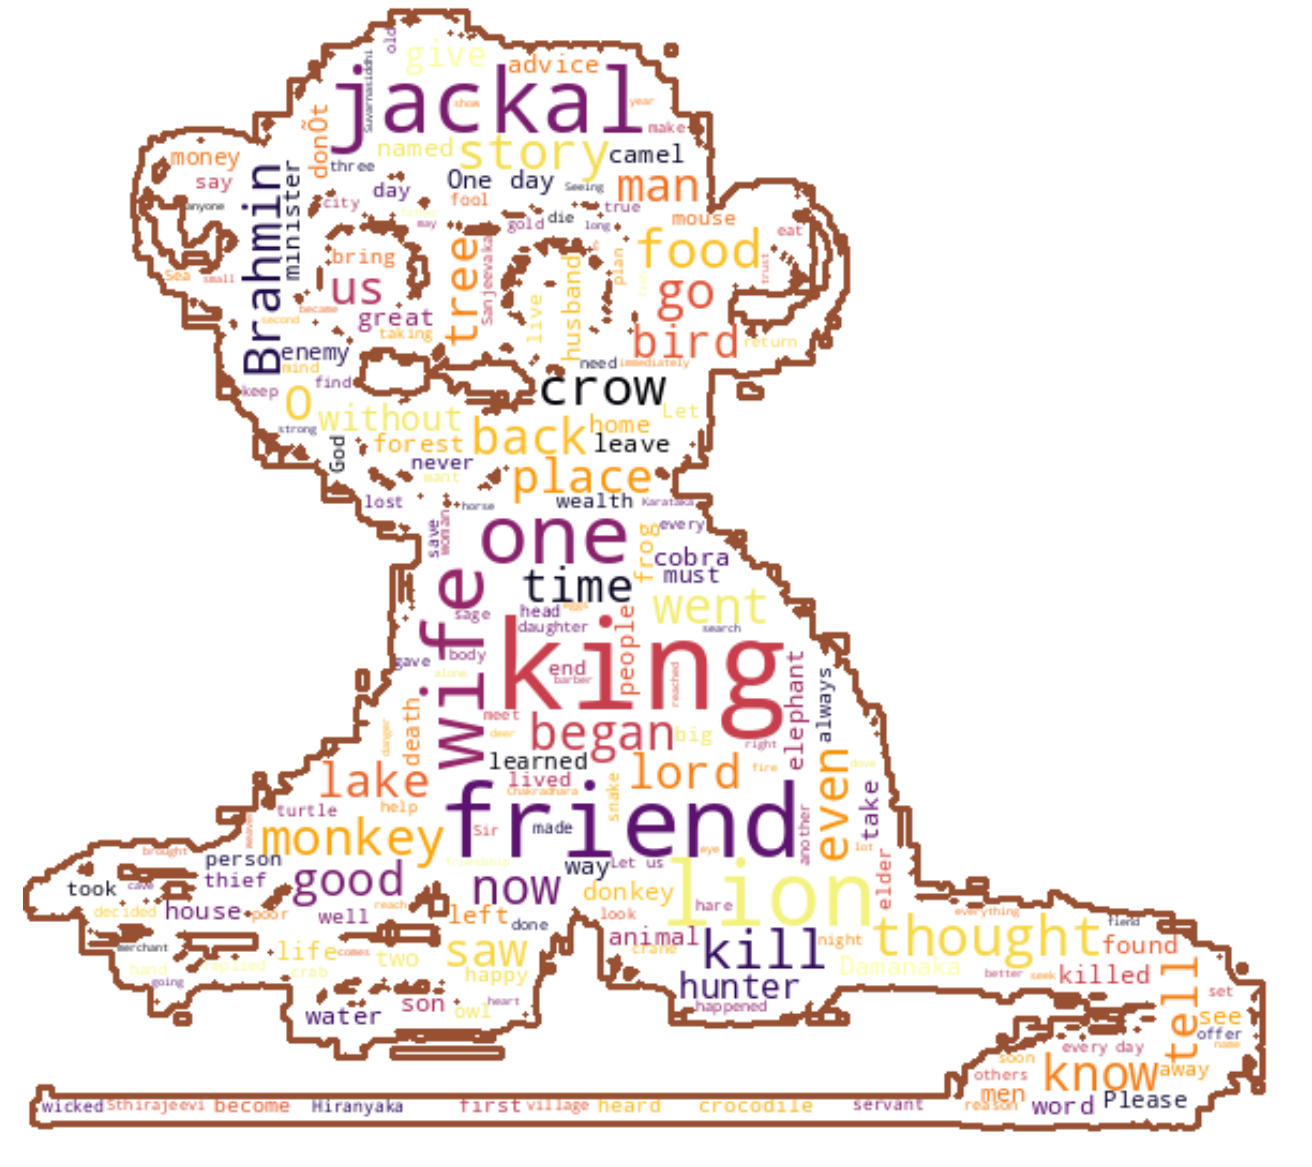 old
give
advice
jackal
suvarnasiddhi
show
year
make
donÕt
money
named
story
camel
three
say
Brahmin
minister
One day
Seeing
man
day
fool
anyone
city
true
may
gold
die
long
mouse
eat
tree
Sanjeevaka
food
bring
plan
trust
Sea
small
us
go
husband
live
became
great
second
taking
bird
return
enemy
mind
need
immediately
find
keep
crow
O
without
Let
home
strong
God
forest
back
leave
never
want
place
lost
horse
wealth
Karataka
save
woman
one
frog
every
cobra
must
time
wife
eggs
sage
head
went
daughter
people
search
king
gave
body
end
alone
barber
reached
elephant
always
meet
death
danger
deer
began
big
right
learned
lake
lived
lord
fire
dove
even
take
Chakradhara
snake
turtle
help
friend
weaver
monkey
Sir
made
another
lot
brought
person
friendship
way
Let us
eye
elder
took
cave
thief
good
now
donkey
lion
reach
hare
decided
house
poor
well
left
done
look
everything
fiend
animal
thought
merchant
life
comes
two
saw
crane
kill
night
found
hand
replied
crab
happy
Damanaka
better
seek
killed
going
hunter
tell
set
son
owl
heart
happened
water
see
offer
name
every day
soon
others
know
away
men
wicked
Sthirajeevi
become
Hiranyaka
first
village
heard
crocodile
servant
reason
word
Please